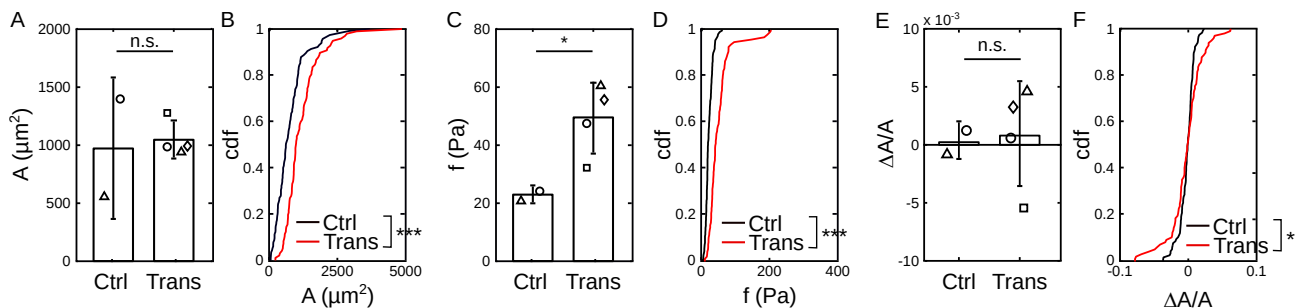 A
2000
1500
1000
500
0
A (µm²)
n.s.
Ctrl Trans
B
1
0.8
0.6
0.4
0.2
0
cdf
Ctrl
Trans
***
0 2500 5000
A (µm²)
C
80
60
40
20
0
f (Pa)
*
Ctrl Trans
D
1
0.8
0.6
0.4
0.2
0
cdf
Ctrl
Trans
***
0 200 400
f (Pa)
E
x 10⁻³
10
5
0
-5
-10
ΔA/A
n.s.
Ctrl Trans
F
1
0.8
0.6
0.4
0.2
0
cdf
Ctrl
Trans
*
-0.1 0 0.1
ΔA/A